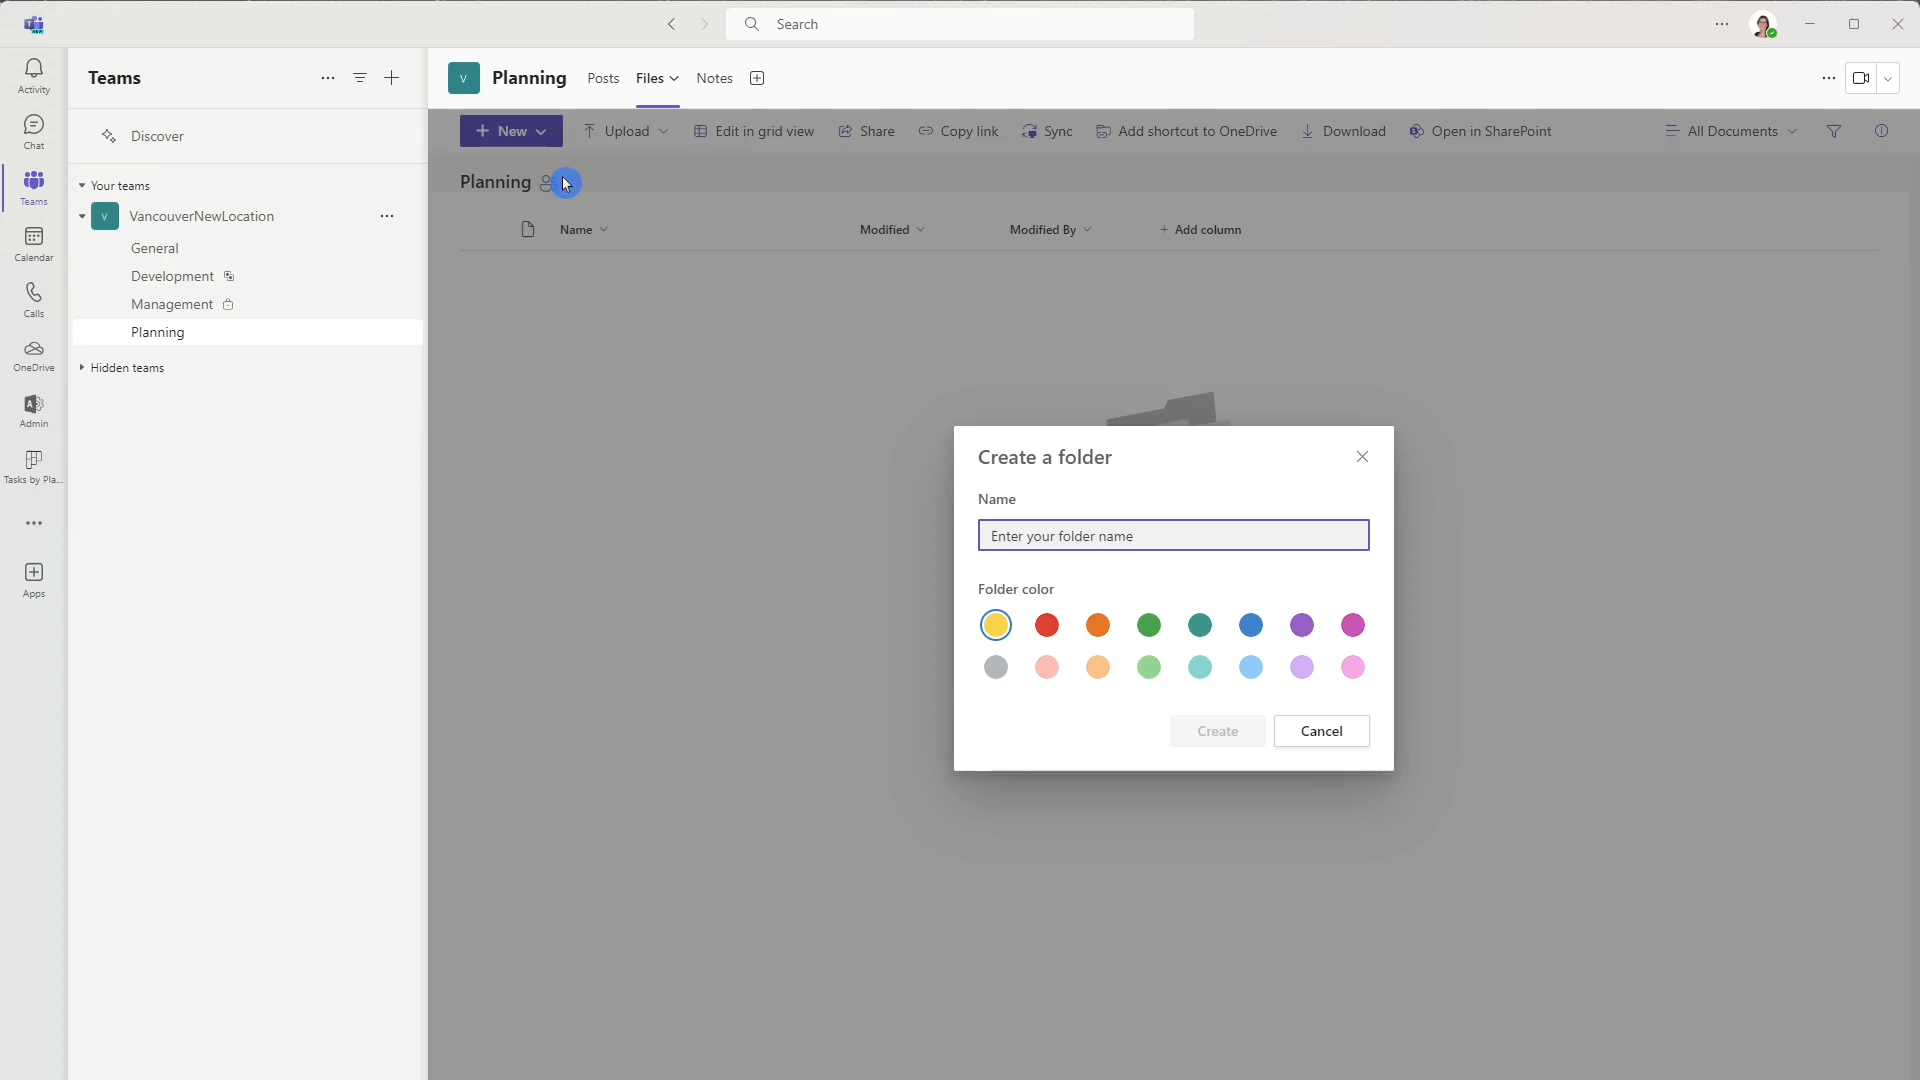 NEW
Search
Activity
Chat
Teams
Calendar
Calls
OneDrive
Admin
Tasks by Pla...
Apps
Teams
Discover
Your teams
V VancouverNewLocation
General
Development
Management
Planning
Hidden teams
V Planning Posts Files Notes
New Upload Edit in grid view Share Copy link Sync Add shortcut to OneDrive Download Open in SharePoint All Documents
Planning
Name Modified Modified By Add column
Create a folder
Name
Enter your folder name
Folder color
Create Cancel